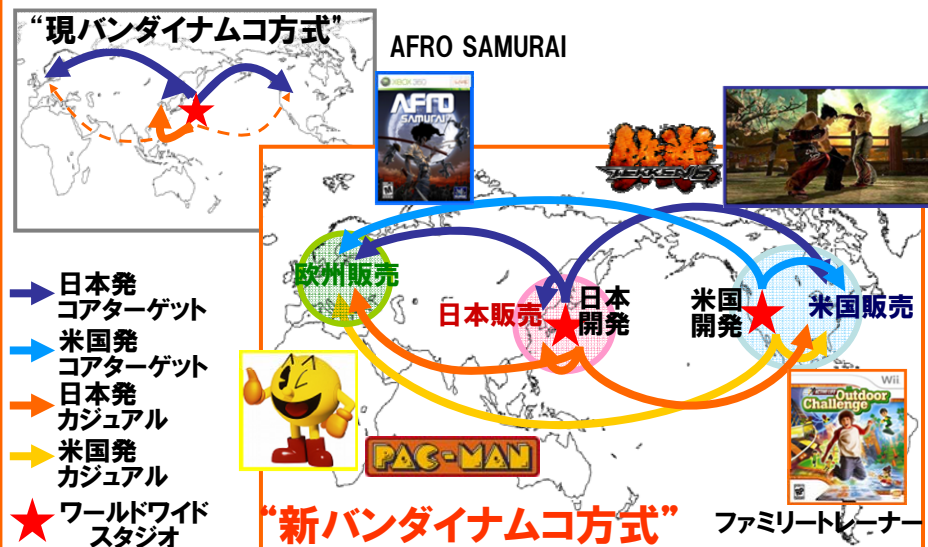 “現バンダイナムコ方式”
AFRO SAMURAI
XBOX 360
LIVE
AFRO
SAMURAI
鉄拳
TEKKEN 6
欧州販売
日本販売
日本
開発
米国
開発
米国販売
日本発
コアターゲット
米国発
コアターゲット
日本発
カジュアル
米国発
カジュアル
ワールドワイド
スタジオ
PAC-MAN
Wii
Outdoor
Challenge
“新バンダイナムコ方式”
ファミリートレーナー